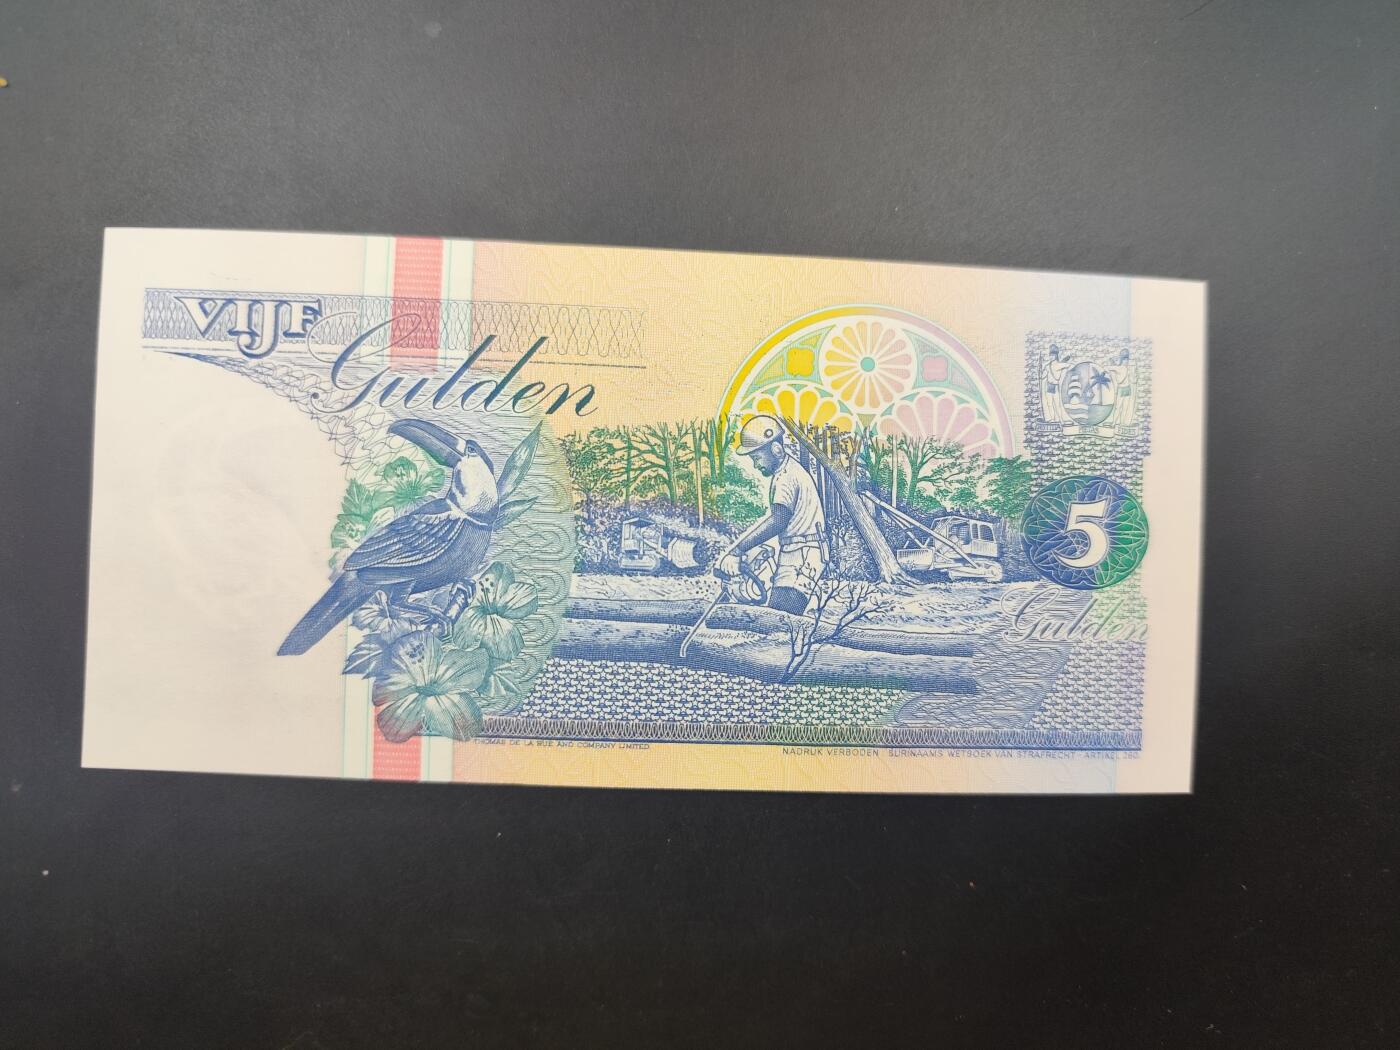 VIJF
Gulden
5
Gulden
THOMAS DE LA RUE AND COMPANY LIMITED.
NADRUK VERBODEN SURINAAMS WETBOEK VAN STRAFRECHT - ARTIKEL 260.